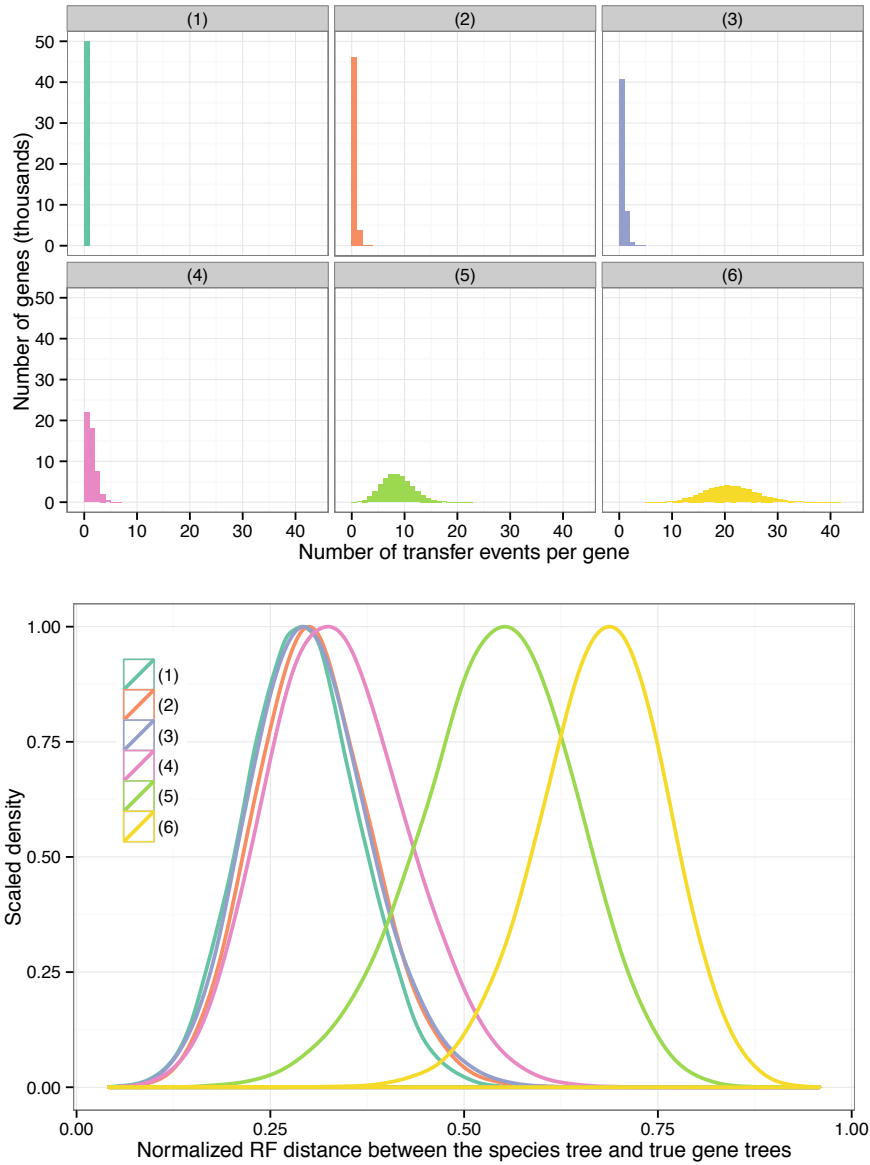 (1) (2) (3)
50
40
30
20
10
0
Number of genes (thousands)
(4) (5) (6)
50
40
30
20
10
0
0 10 20 30 40 0 10 20 30 40 0 10 20 30 40
Number of transfer events per gene
1.00
0.75
0.50
0.25
0.00
Scaled density
(1)
(2)
(3)
(4)
(5)
(6)
0.00 0.25 0.50 0.75 1.00
Normalized RF distance between the species tree and true gene trees